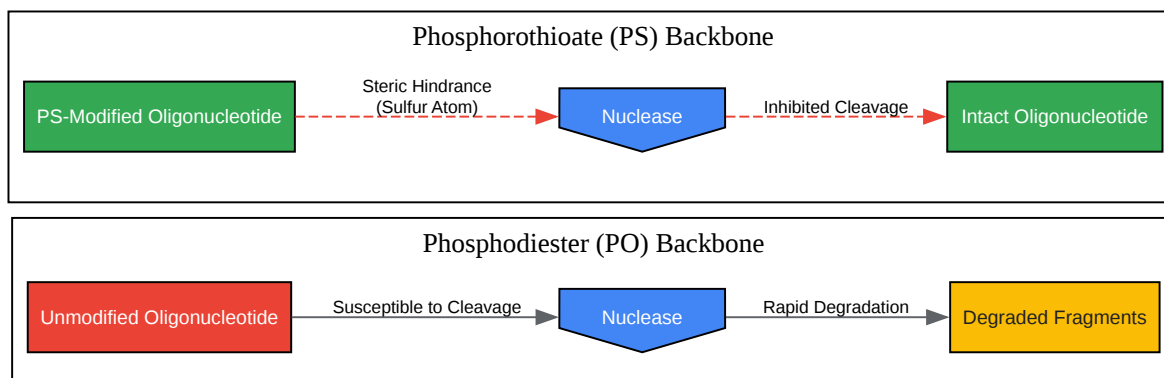 Phosphorothioate (PS) Backbone
PS-Modified Oligonucleotide
Steric Hindrance
(Sulfur Atom)
Nuclease
Inhibited Cleavage
Intact Oligonucleotide
Phosphodiester (PO) Backbone
Unmodified Oligonucleotide
Susceptible to Cleavage
Nuclease
Rapid Degradation
Degraded Fragments